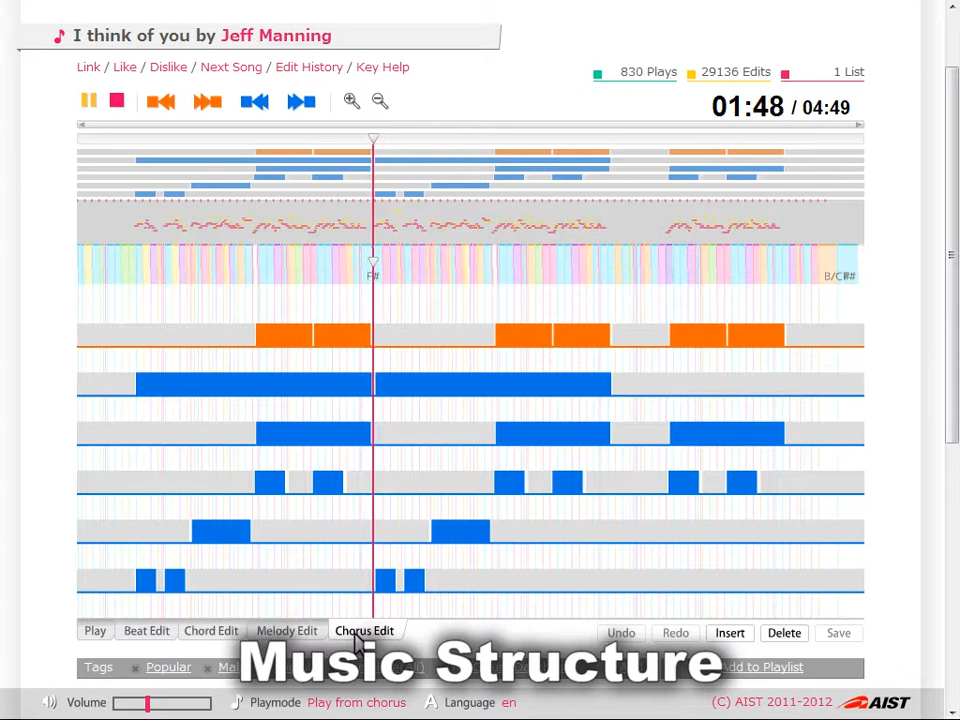 I think of you by Jeff Manning
Link / Like / Dislike / Next Song / Edit History / Key Help
830 Plays 29136 Edits 1 List
01:48 / 04:49
F#
B/C#
Play Beat Edit Chord Edit Melody Edit Chorus Edit
Undo Redo Insert Delete Save
Music Structure
Tags × Popular × Add to Playlist
Volume Playmode Play from chorus Language en (C) AIST 2011-2012 AIST